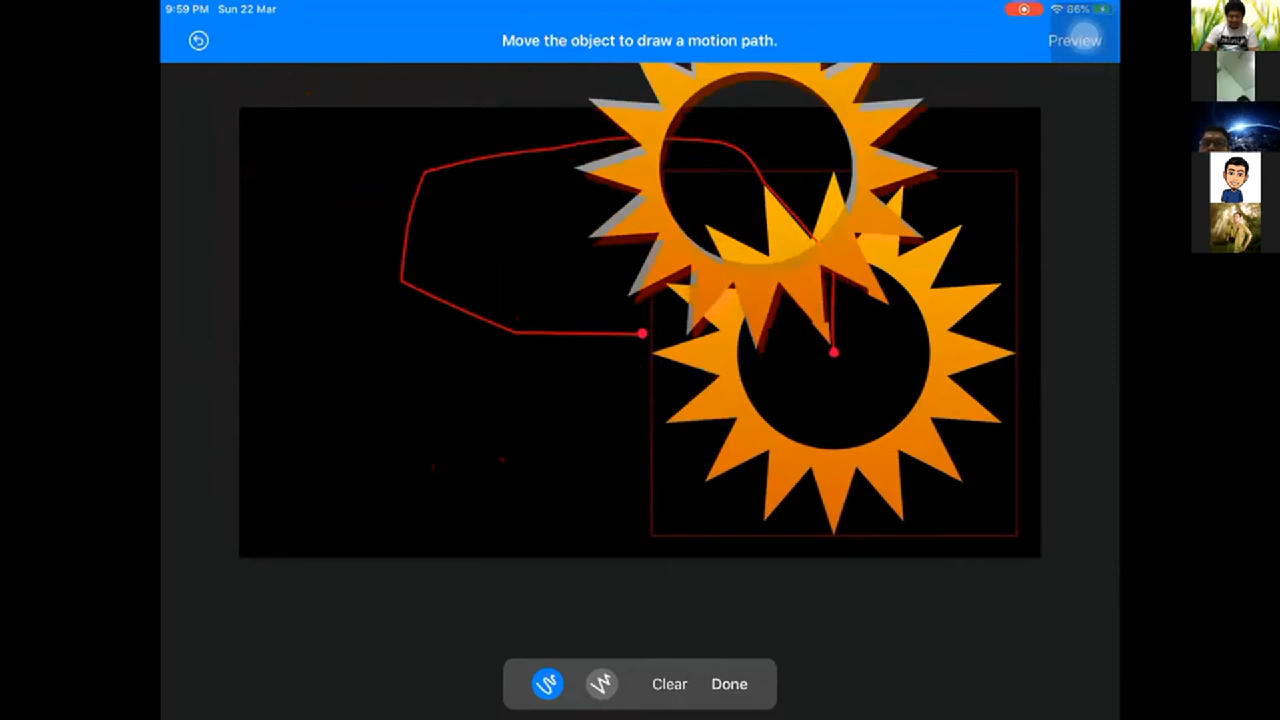 9:59 PM Sun 22 Mar
86%
Move the object to draw a motion path.
Preview
Clear
Done